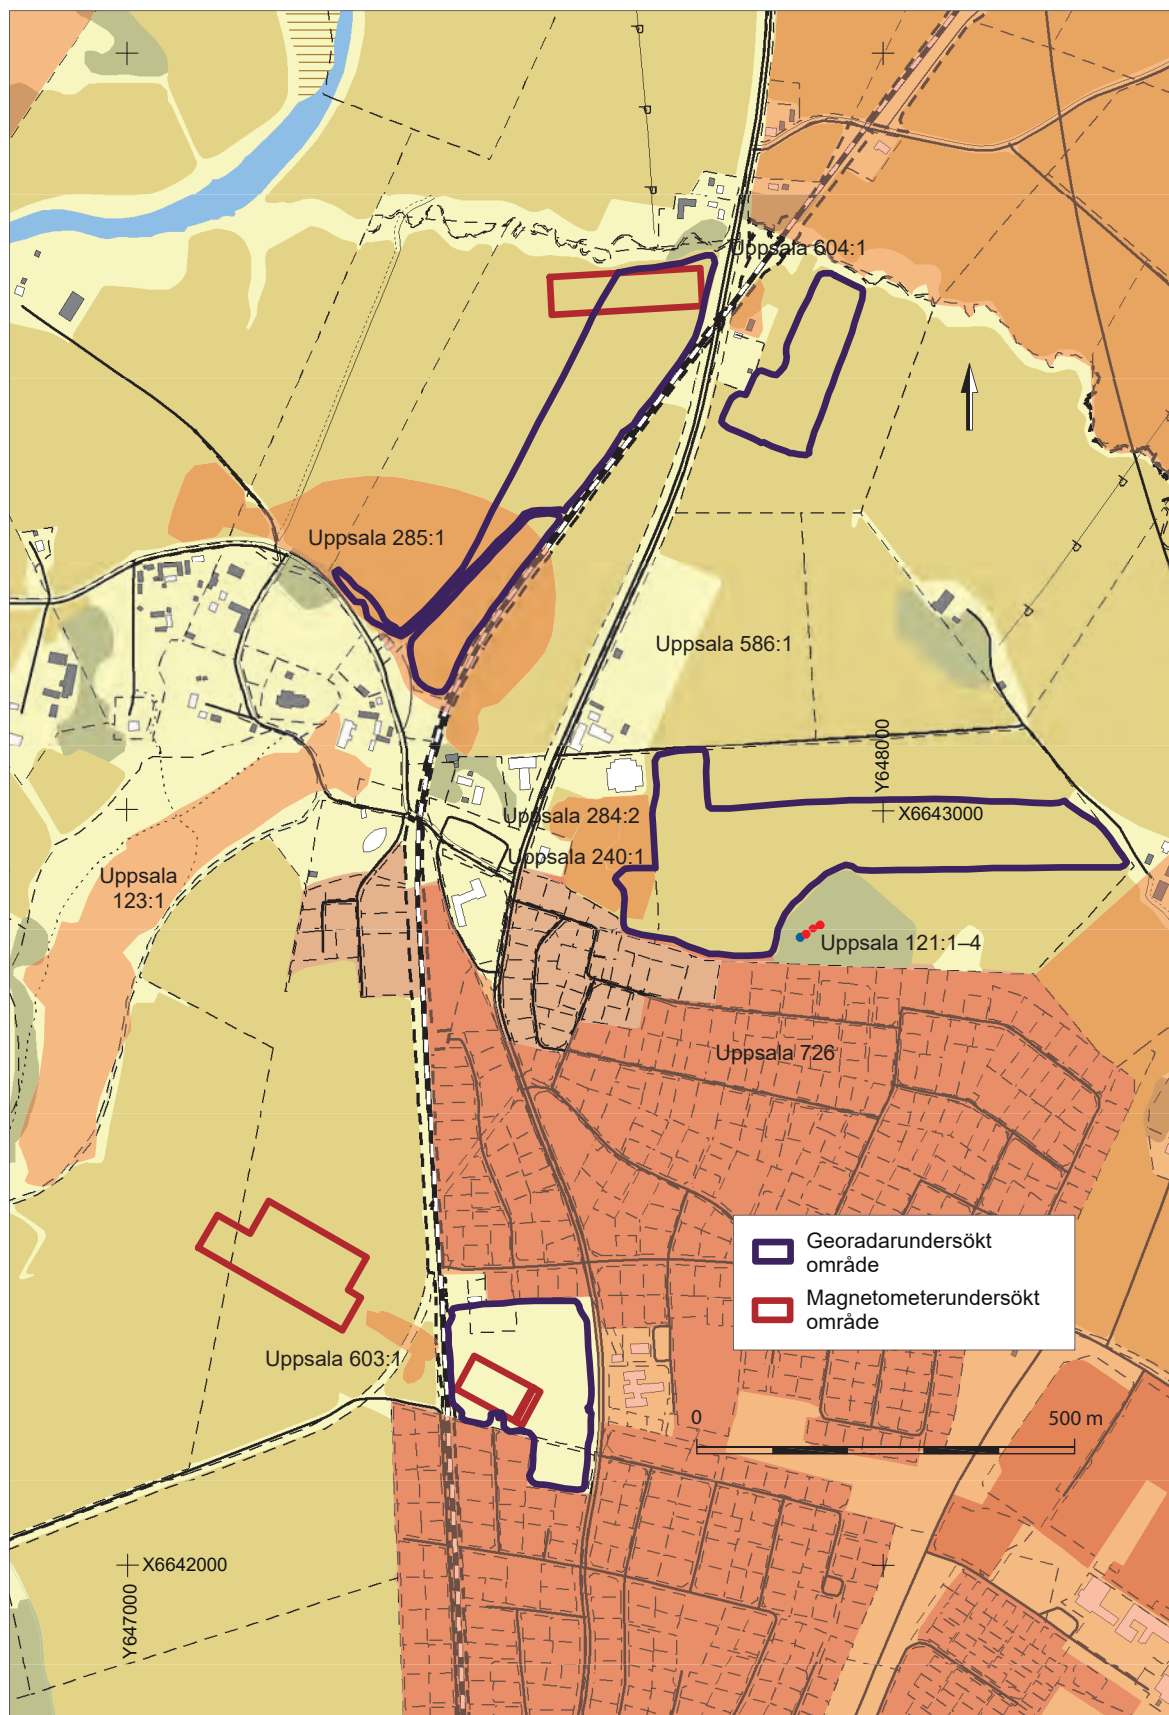 P
P
P
Uppsala 604:1
P
Uppsala 285:1
P
P
Uppsala 586:1
Y648000
X6643000
Uppsala 284:2
Uppsala 240:1
Uppsala
123:1
Uppsala 121:1–4
Uppsala 726
Georadarundersökt
område
Magnetometerundersökt
område
Uppsala 603:1
0
500 m
X6642000
Y647000